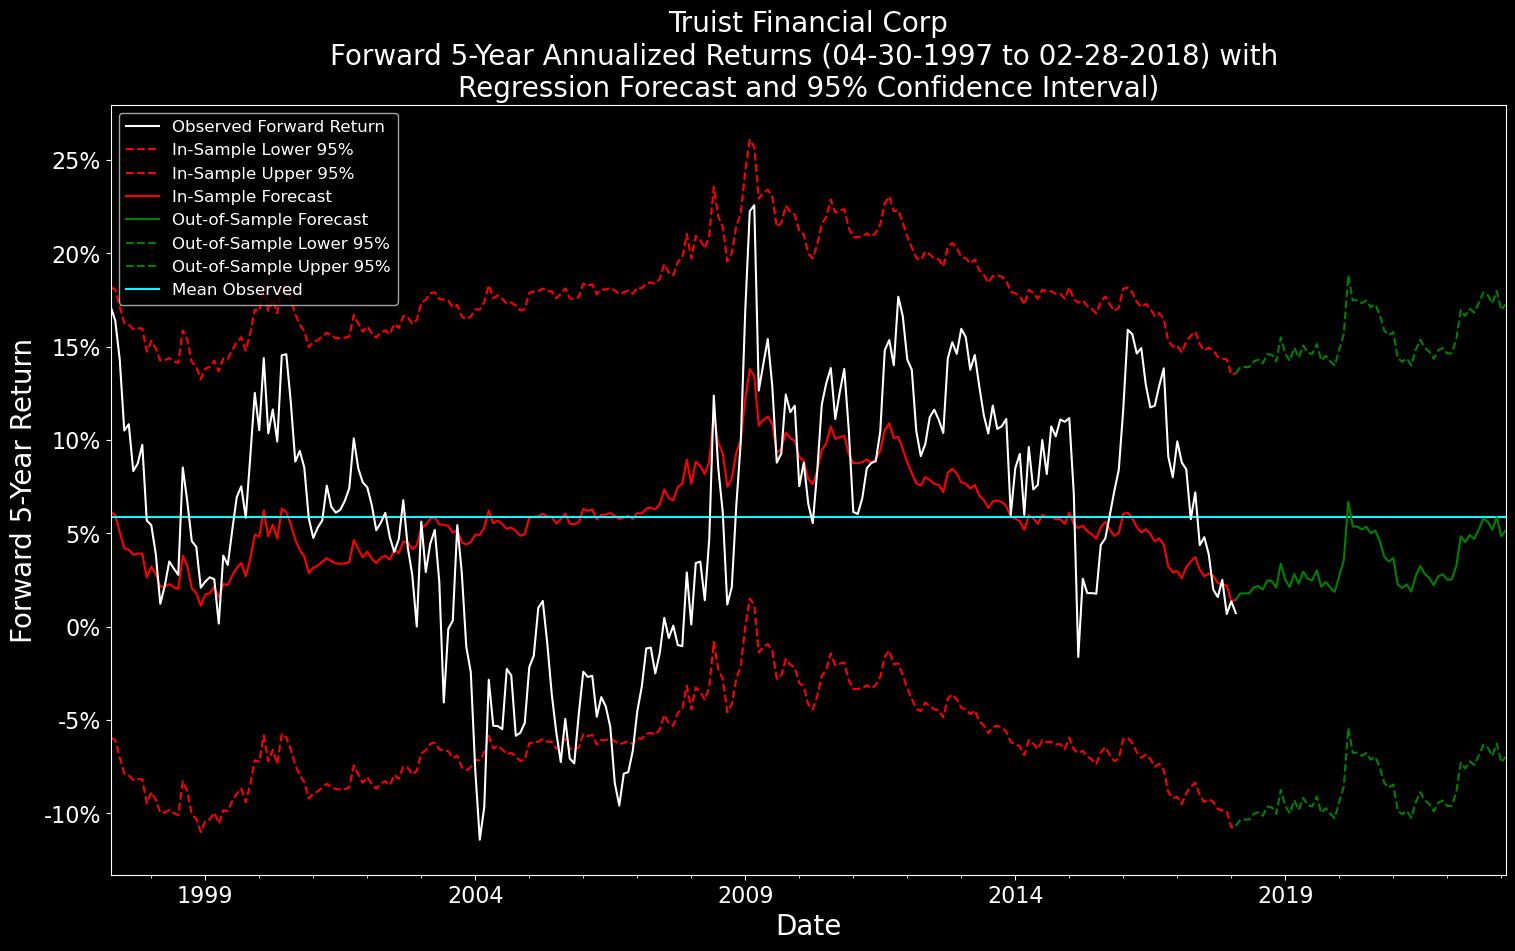 Truist Financial Corp
Forward 5-Year Annualized Returns (04-30-1997 to 02-28-2018) with
Regression Forecast and 95% Confidence Interval)
Observed Forward Return
In-Sample Lower 95%
In-Sample Upper 95%
In-Sample Forecast
Out-of-Sample Forecast
Out-of-Sample Lower 95%
Out-of-Sample Upper 95%
Mean Observed
Forward 5-Year Return
25%
20%
15%
10%
5%
0%
-5%
-10%
1999
2004
2009
2014
2019
Date